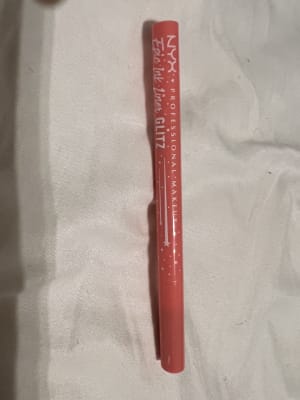 NYX
PROFESSIONAL MAKEUP
Epic Ink Liner GLITZ